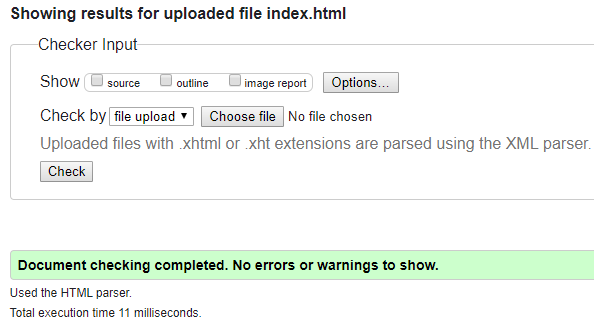 Showing results for uploaded file index.html
Checker Input
Show source outline image report Options...
Check by file upload Choose file No file chosen
Uploaded files with .xhtml or .xht extensions are parsed using the XML parser.
Check
Document checking completed. No errors or warnings to show.
Used the HTML parser.
Total execution time 11 milliseconds.